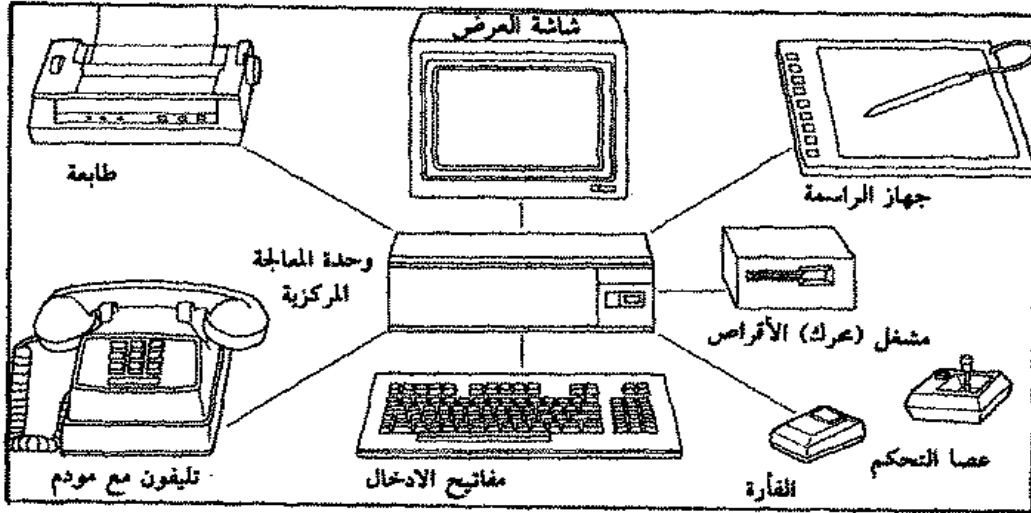 شاشة العرض
طابعة
جهاز الراسمة
وحدة المعالجة
المركزية
مشغل (محرك) الأقراص
عصا التحكم
الفأرة
مفاتيح الادخال
تليفون مع مودم